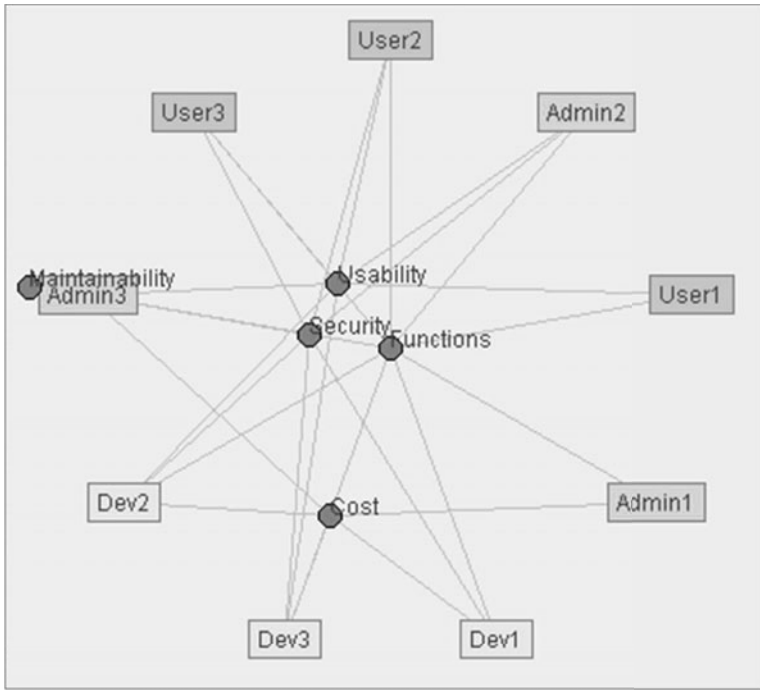 User2
User3
Admin2
Maintainability
Usability
Admin3
User1
Security
Functions
Dev2
Cost
Admin1
Dev3
Dev1